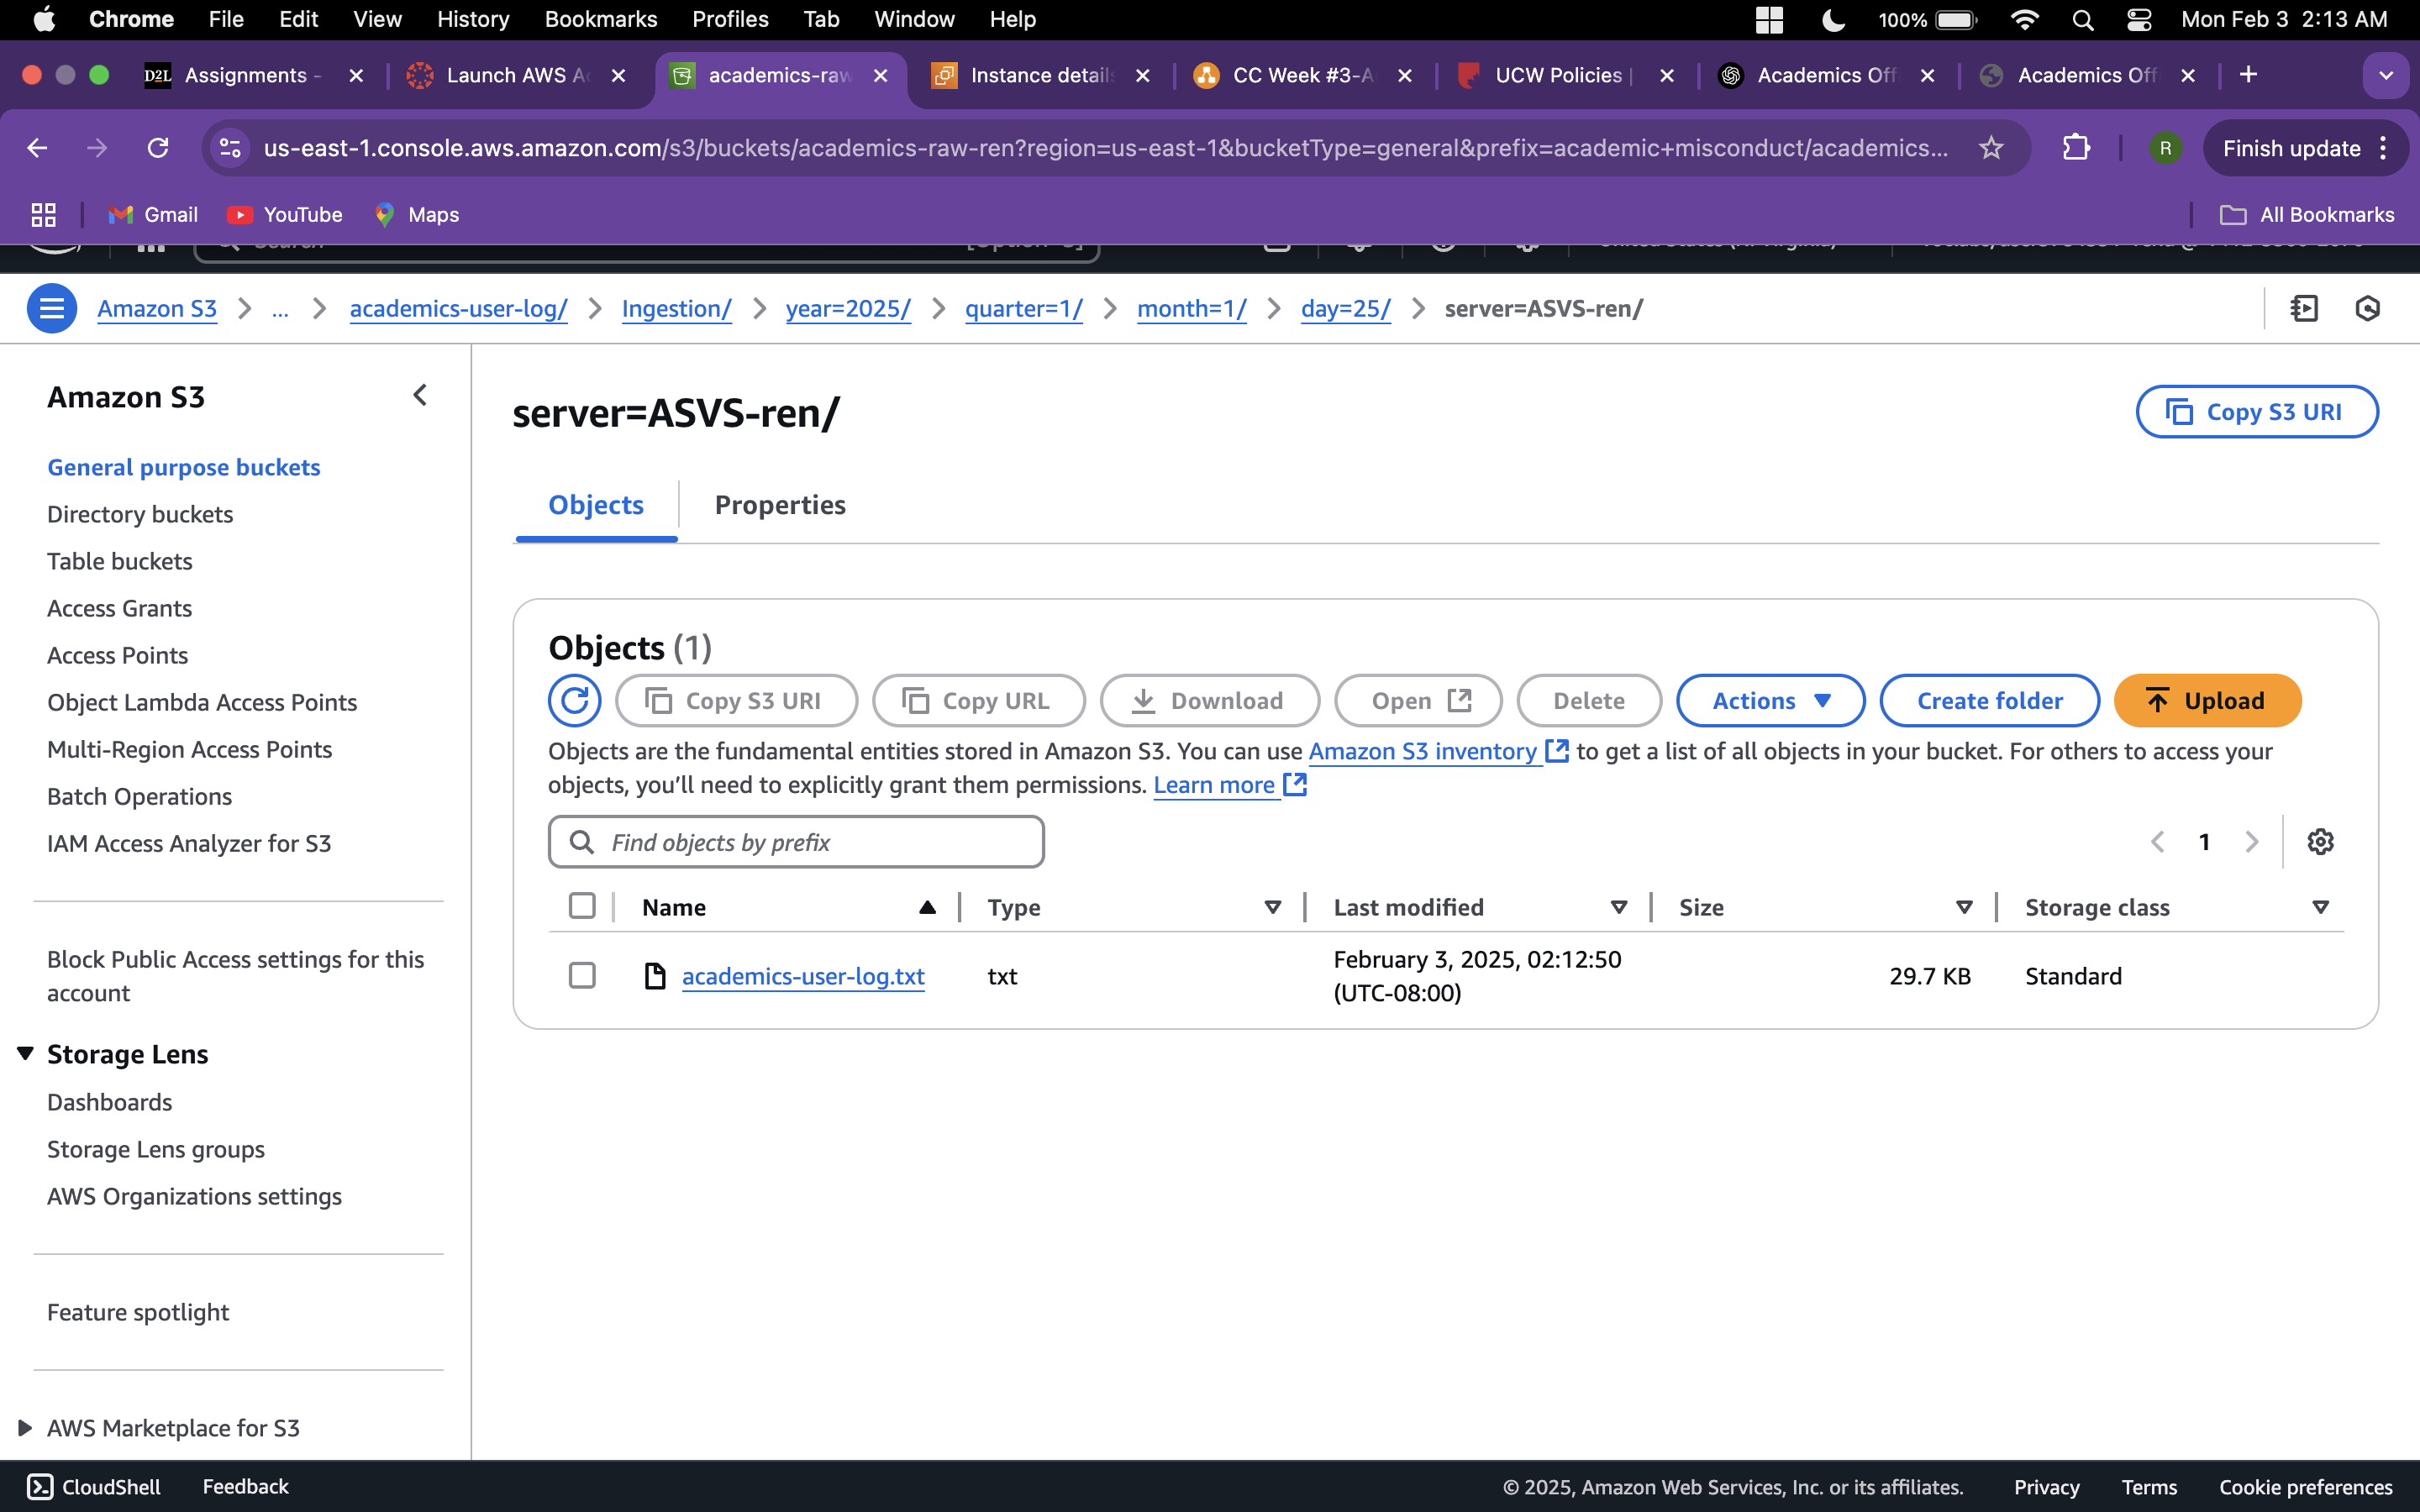 Chrome File Edit View History Bookmarks Profiles Tab Window Help 100% Mon Feb 3 2:13 AM
D2L Assignments - Launch AWS Ac academics-raw Instance details CC Week #3-A UCW Policies | Academics Off Academics Off
us-east-1.console.aws.amazon.com/s3/buckets/academics-raw-ren?region=us-east-1&bucketType=general&prefix=academic+misconduct/academics... R Finish update
Gmail YouTube Maps All Bookmarks
Amazon S3 ... academics-user-log/ Ingestion/ year=2025/ quarter=1/ month=1/ day=25/ server=ASVS-ren/
Amazon S3
General purpose buckets
Directory buckets
Table buckets
Access Grants
Access Points
Object Lambda Access Points
Multi-Region Access Points
Batch Operations
IAM Access Analyzer for S3
Block Public Access settings for this
account
Storage Lens
Dashboards
Storage Lens groups
AWS Organizations settings
Feature spotlight
AWS Marketplace for S3
server=ASVS-ren/
Copy S3 URI
Objects Properties
Objects (1)
Copy S3 URI Copy URL Download Open Delete Actions Create folder Upload
Objects are the fundamental entities stored in Amazon S3. You can use Amazon S3 inventory to get a list of all objects in your bucket. For others to access your
objects, you’ll need to explicitly grant them permissions. Learn more
Find objects by prefix 1
Name Type Last modified Size Storage class
academics-user-log.txt txt February 3, 2025, 02:12:50 29.7 KB Standard
(UTC-08:00)
CloudShell Feedback © 2025, Amazon Web Services, Inc. or its affiliates. Privacy Terms Cookie preferences